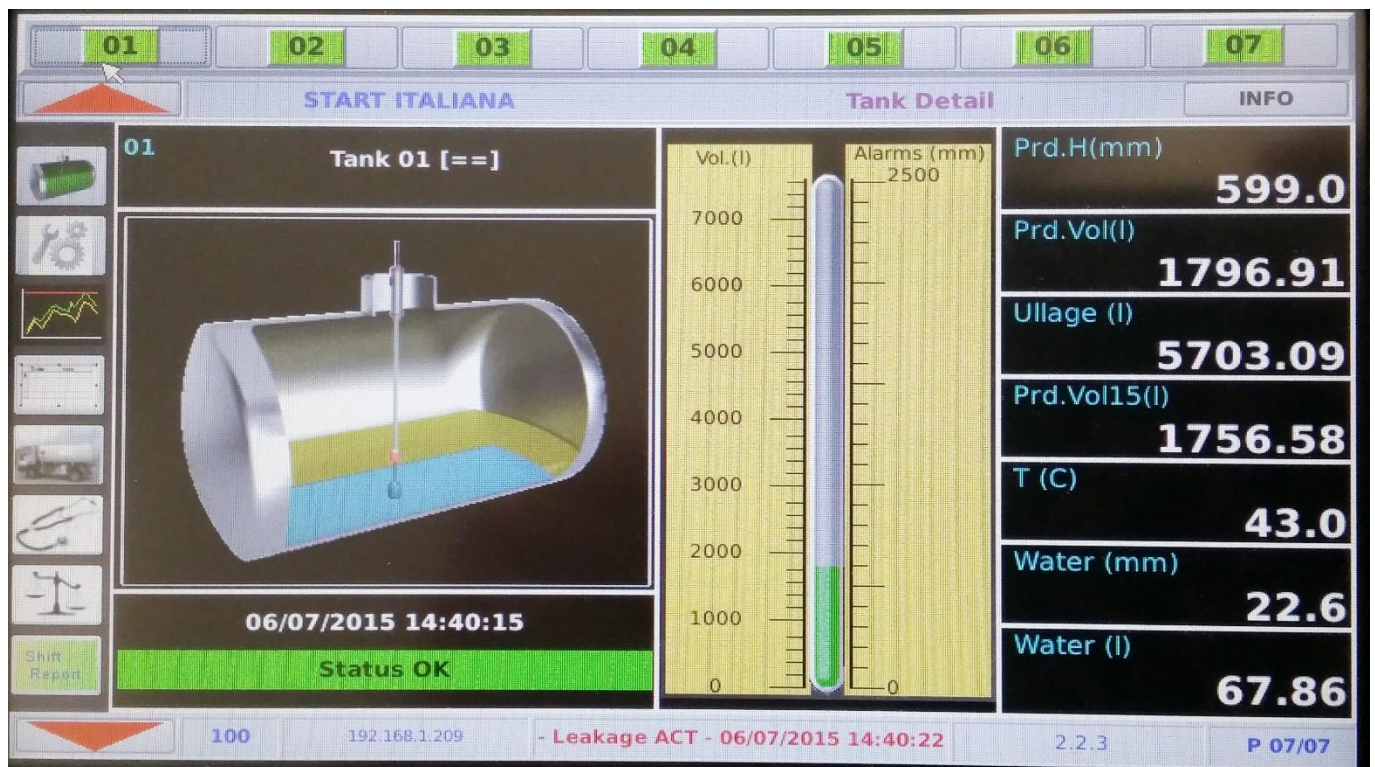 01 02 03 04 05 06 07
START ITALIANA Tank Detail INFO
01
Tank 01 [==]
Vol.(l) Alarms (mm)
2500
7000
6000
5000
4000
3000
2000
1000
0 0
Prd.H(mm)
599.0
Prd.Vol(l)
1796.91
Ullage (l)
5703.09
Prd.Vol15(l)
1756.58
T (C)
43.0
Water (mm)
22.6
Water (l)
67.86
06/07/2015 14:40:15
Status OK
Shift
Report
100 192.168.1.209 - Leakage ACT - 06/07/2015 14:40:22 2.2.3 P 07/07